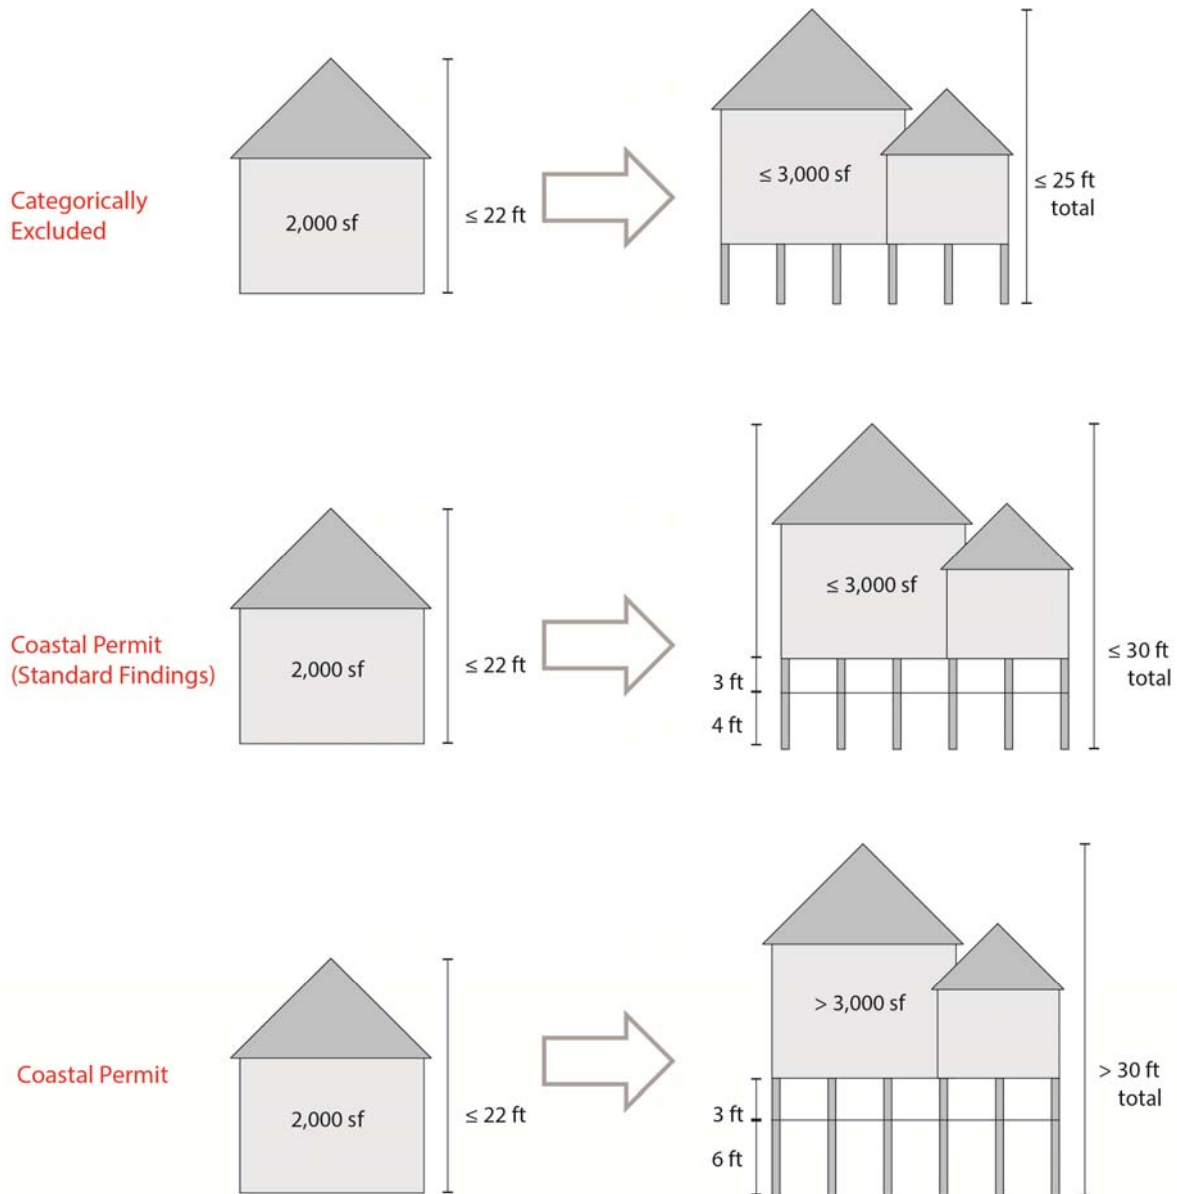 Categorically
Excluded
2,000 sf
≤ 22 ft
≤ 3,000 sf
≤ 25 ft
total
Coastal Permit
(Standard Findings)
2,000 sf
≤ 22 ft
≤ 3,000 sf
3 ft
4 ft
≤ 30 ft
total
Coastal Permit
2,000 sf
≤ 22 ft
> 3,000 sf
3 ft
6 ft
> 30 ft
total